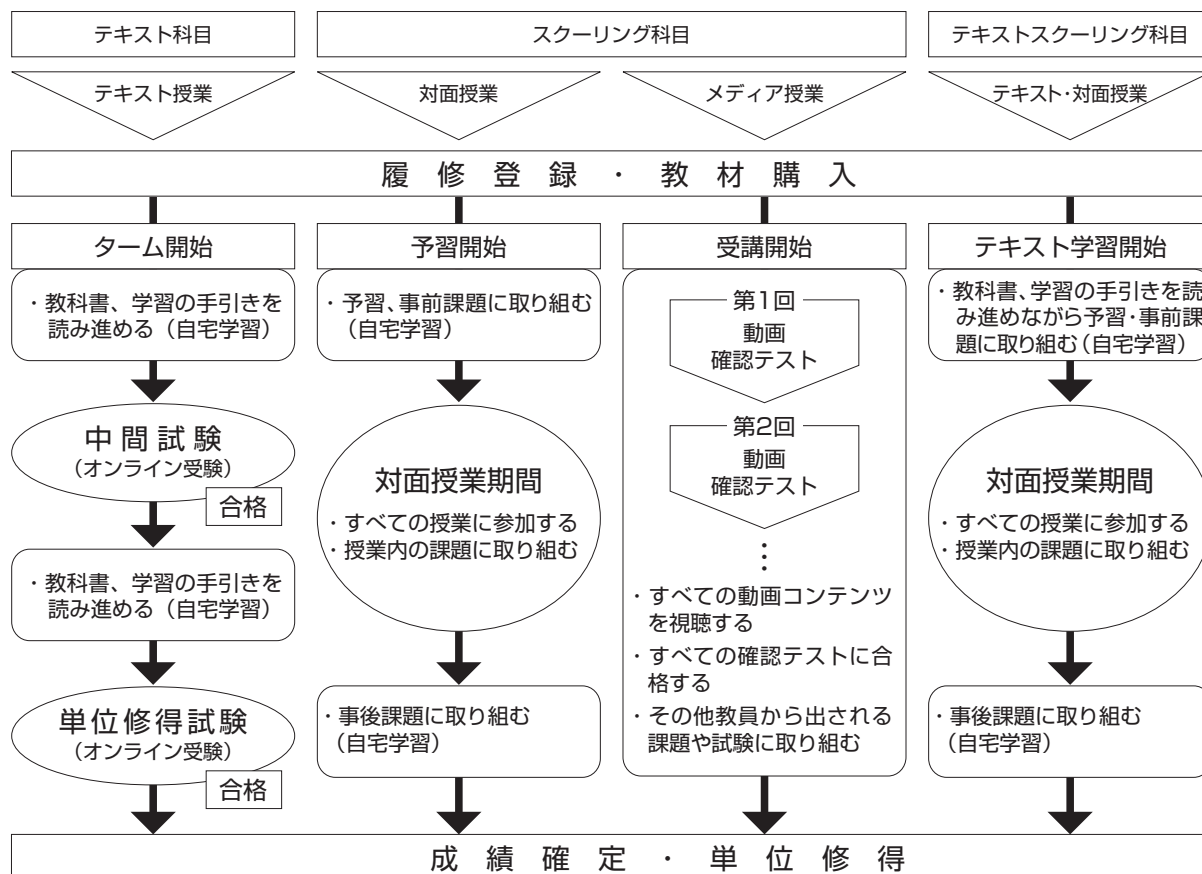 テキスト科目
スクーリング科目
テキストスクーリング科目
テキスト授業
対面授業
メディア授業
テキスト・対面授業
履修登録・教材購入
ターム開始
・教科書、学習の手引きを
読み進める（自宅学習）
中間試験
（オンライン受験）
合格
・教科書、学習の手引きを
読み進める（自宅学習）
単位修得試験
（オンライン受験）
合格
予習開始
・予習、事前課題に取り組む
（自宅学習）
対面授業期間
・すべての授業に参加する
・授業内の課題に取り組む
・事後課題に取り組む
（自宅学習）
受講開始
第1回
動画
確認テスト
第2回
動画
確認テスト
・すべての動画コンテンツ
を視聴する
・すべての確認テストに合
格する
・その他教員から出される
課題や試験に取り組む
テキスト学習開始
・教科書、学習の手引きを読
み進めながら予習・事前課
題に取り組む（自宅学習）
対面授業期間
・すべての授業に参加する
・授業内の課題に取り組む
・事後課題に取り組む
（自宅学習）
成績確定・単位修得